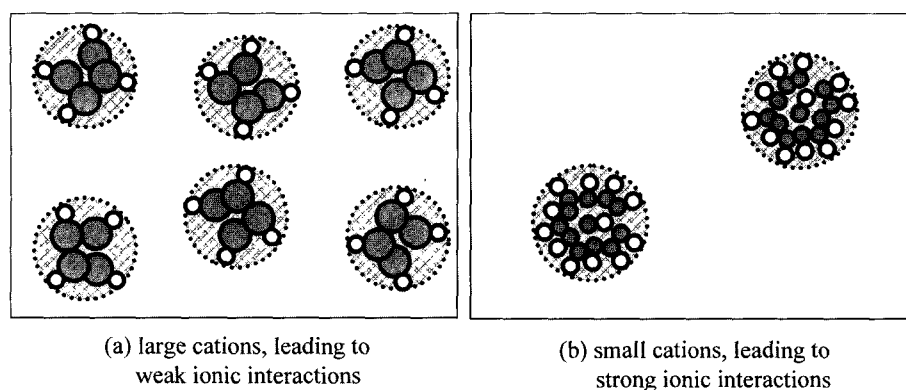 (a) large cations, leading to
weak ionic interactions
(b) small cations, leading to
strong ionic interactions